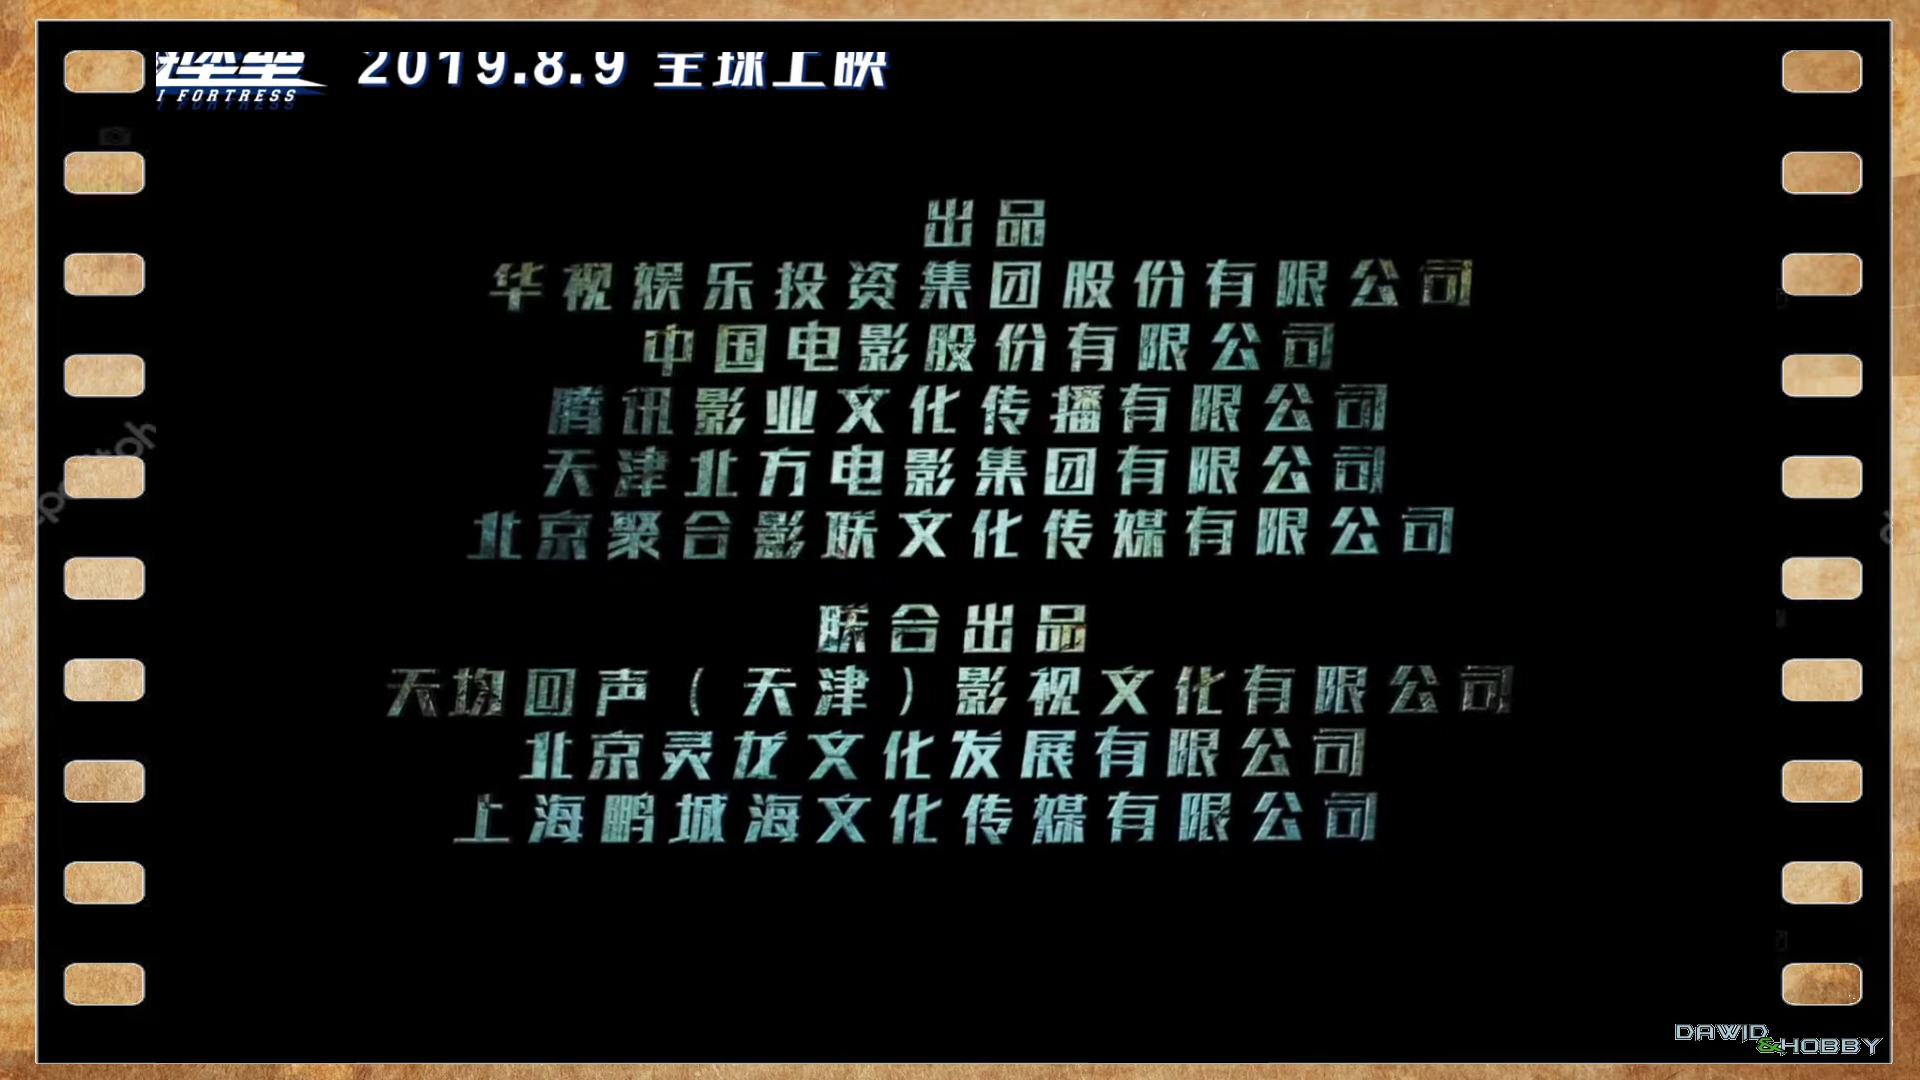 2019.8.9 全球上映
FORTRESS
出品
华视娱乐投资集团股份有限公司
中国电影股份有限公司
腾讯影业文化传播有限公司
天津北方电影集团有限公司
北京聚合影联文化传媒有限公司
联合出品
天均回声（天津）影视文化有限公司
北京灵龙文化发展有限公司
上海鹏城海文化传媒有限公司
DAWID
&HOBBY